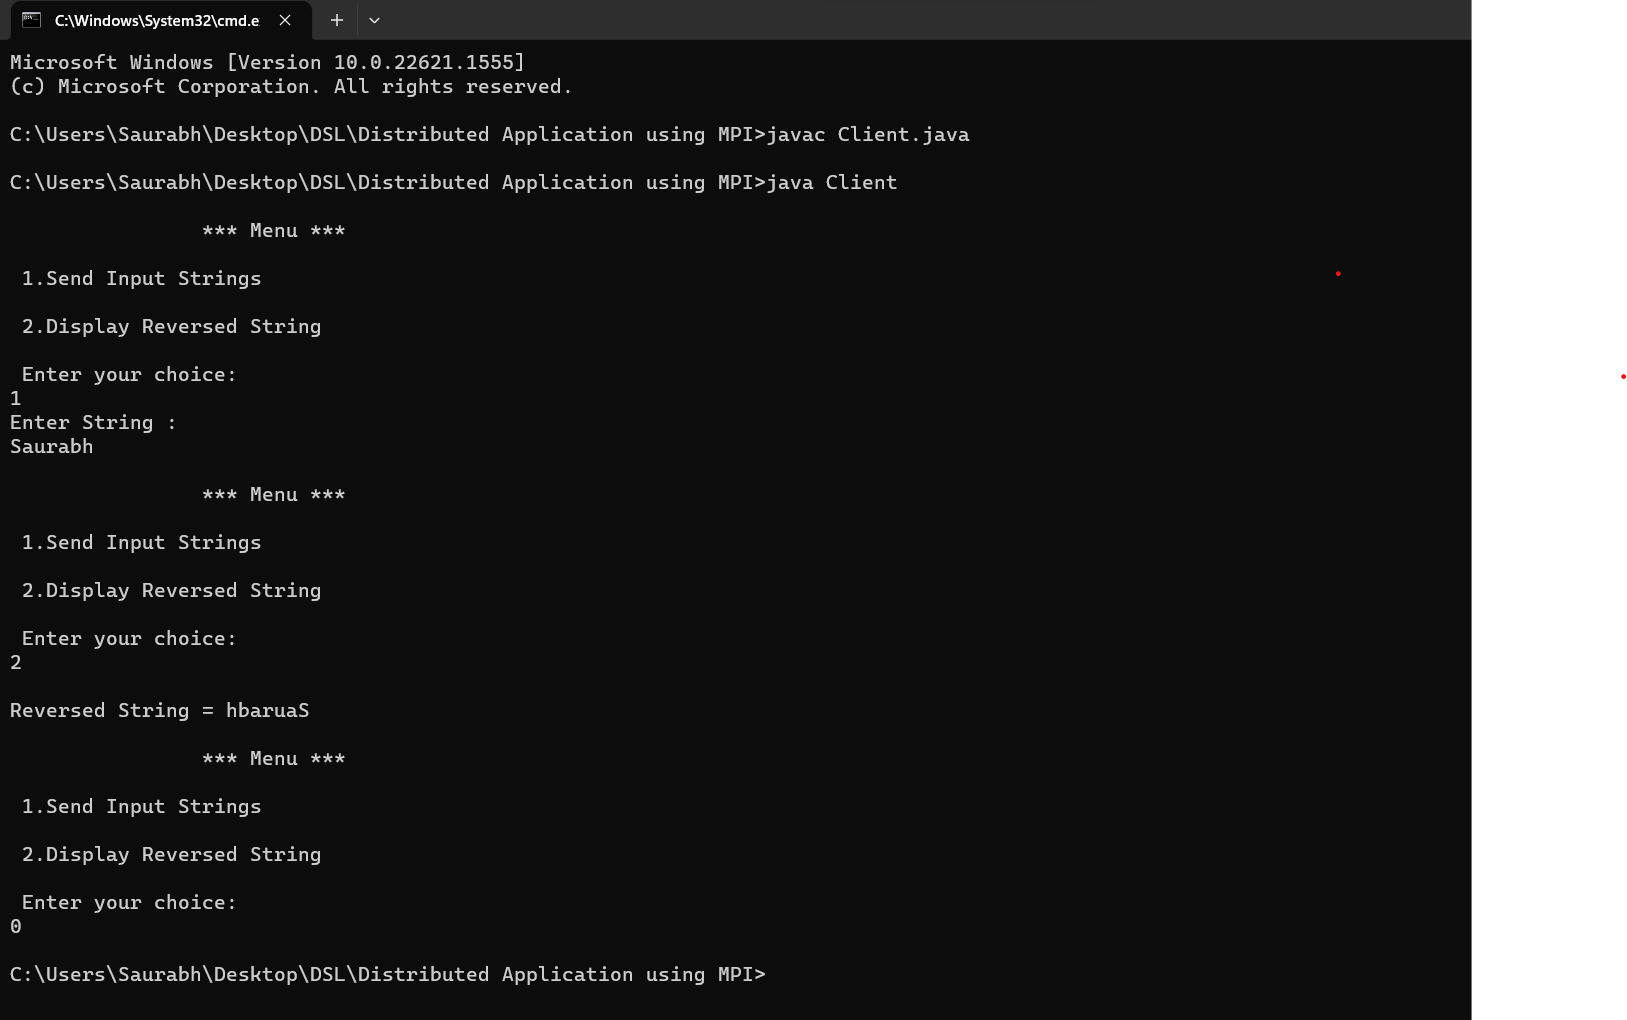 C:\Windows\System32\cmd.e
Microsoft Windows [Version 10.0.22621.1555]
(c) Microsoft Corporation. All rights reserved.
C:\Users\Saurabh\Desktop\DSL\Distributed Application using MPI>javac Client.java
C:\Users\Saurabh\Desktop\DSL\Distributed Application using MPI>java Client
*** Menu ***
1.Send Input Strings
2.Display Reversed String
Enter your choice:
1
Enter String :
Saurabh
*** Menu ***
1.Send Input Strings
2.Display Reversed String
Enter your choice:
2
Reversed String = hbaruaS
*** Menu ***
1.Send Input Strings
2.Display Reversed String
Enter your choice:
0
C:\Users\Saurabh\Desktop\DSL\Distributed Application using MPI>